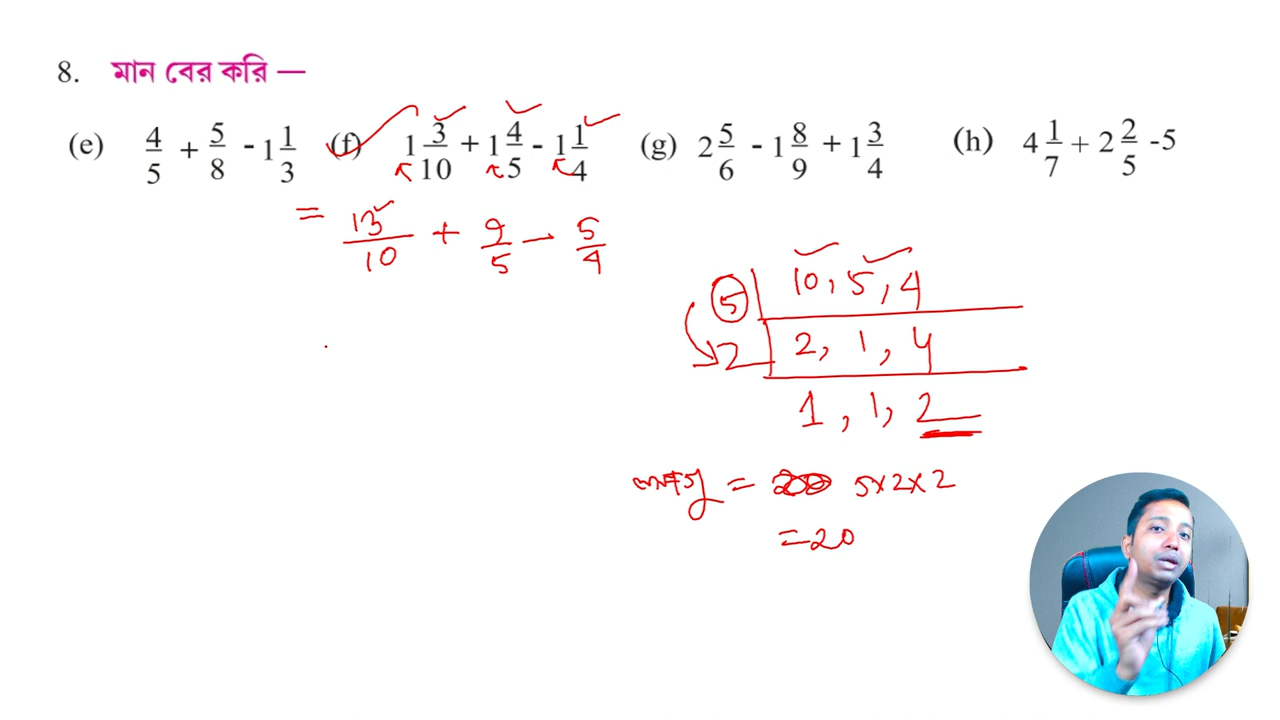 8. মান বের করি —
(e) 4/5 + 5/8 - 1 1/3 (f) 1 3/10 + 1 4/5 - 1 1/4 (g) 2 5/6 - 1 8/9 + 1 3/4 (h) 4 1/7 + 2 2/5 -5
= 13/10 + 9/5 - 5/4
5 | 10, 5, 4
2 | 2, 1, 4
1, 1, 2
= 5×2×2
=20